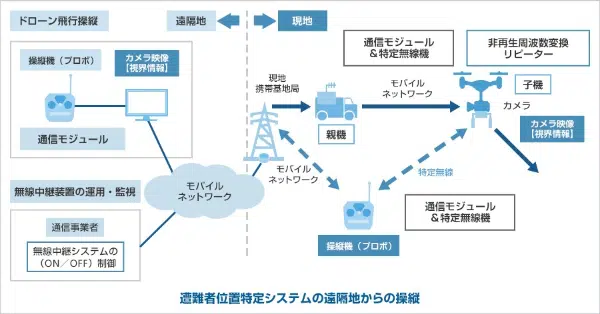 ドローン飛行操縦
遠隔地
現地
操縦機（プロポ）
カメラ映像
【視界情報】
通信モジュール
無線中継装置の運用・監視
通信事業者
無線中継システムの
（ON／OFF）制御
モバイル
ネットワーク
現地
携帯基地局
親機
通信モジュール
＆特定無線機
モバイル
ネットワーク
非再生周波数変換
リピーター
子機
カメラ
カメラ映像
【視界情報】
モバイル
ネットワーク
特定無線
操縦機（プロポ）
通信モジュール
＆特定無線機
遭難者位置特定システムの遠隔地からの操縦